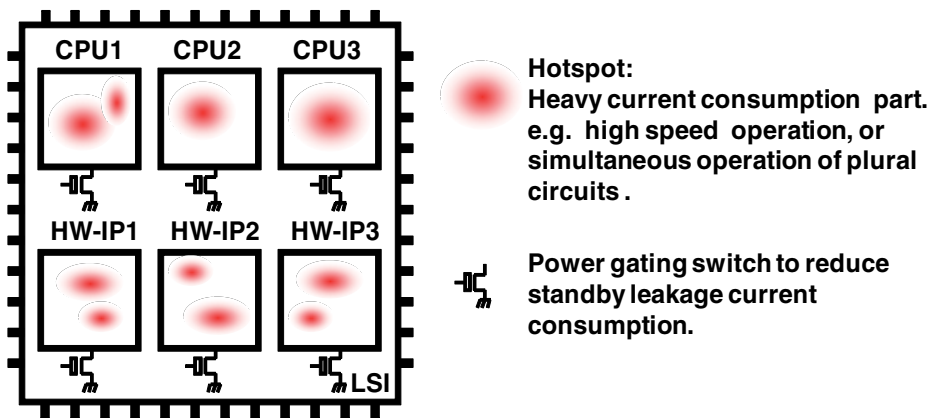 CPU1 CPU2 CPU3
HW-IP1 HW-IP2 HW-IP3
LSI
Hotspot:
Heavy current consumption part.
e.g. high speed operation, or
simultaneous operation of plural
circuits .
Power gating switch to reduce
standby leakage current
consumption.